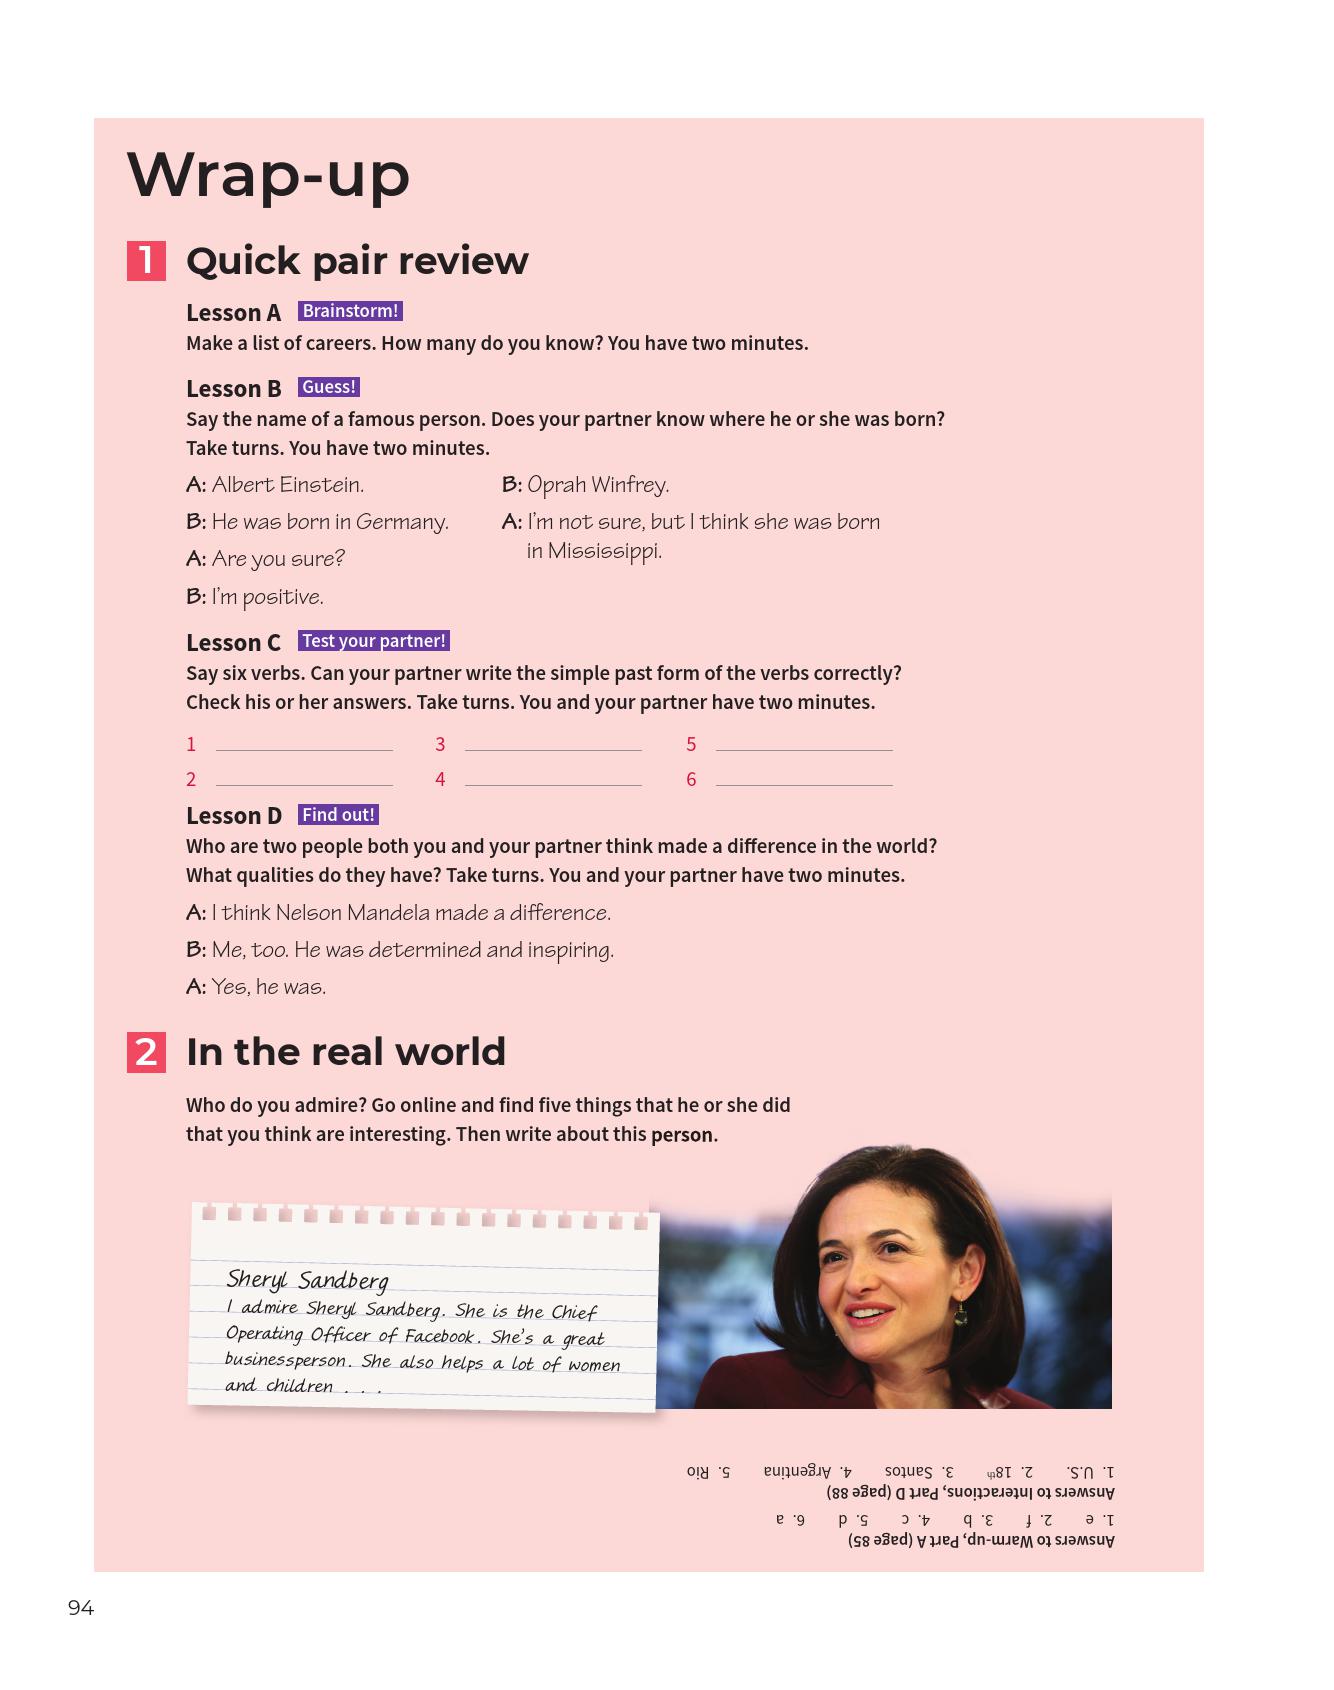 Wrap-up
1 Quick pair review
Lesson A Brainstorm!
Make a list of careers. How many do you know? You have two minutes.
Lesson B Guess!
Say the name of a famous person. Does your partner know where he or she was born?
Take turns. You have two minutes.
A: Albert Einstein.
B: He was born in Germany.
A: Are you sure?
B: I'm positive.
B: Oprah Winfrey.
A: I'm not sure, but I think she was born
in Mississippi.
Lesson C Test your partner!
Say six verbs. Can your partner write the simple past form of the verbs correctly?
Check his or her answers. Take turns. You and your partner have two minutes.
1 3 5
2 4 6
Lesson D Find out!
Who are two people both you and your partner think made a difference in the world?
What qualities do they have? Take turns. You and your partner have two minutes.
A: I think Nelson Mandela made a difference.
B: Me, too. He was determined and inspiring.
A: Yes, he was.
2 In the real world
Who do you admire? Go online and find five things that he or she did
that you think are interesting. Then write about this person.
Sheryl Sandberg
I admire Sheryl Sandberg. She is the Chief
Operating Officer of Facebook. She's a great
businessperson. She also helps a lot of women
and children . . .
Answers to Warm-up, Part A (page 85)
1. e 2. f 3. b 4. c 5. d 6. a
Answers to Interactions, Part D (page 88)
1. U.S. 2. 18th 3. Santos 4. Argentina 5. Rio
94